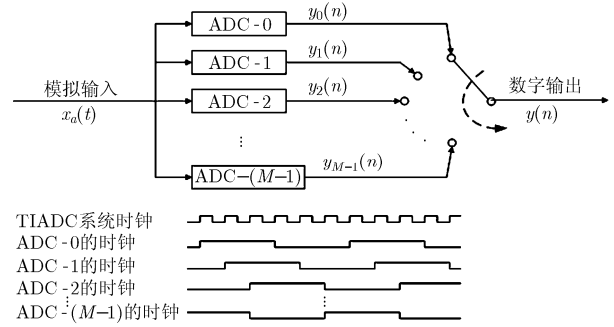 ADC-0
y₀(n)
ADC-1
y₁(n)
模拟输入
xₐ(t)
ADC-2
y₂(n)
数字输出
y(n)
⋮
ADC−(M−1)
y_{M−1}(n)
TIADC系统时钟
ADC-0的时钟
ADC-1的时钟
ADC-2的时钟
⋮
ADC-(M−1)的时钟